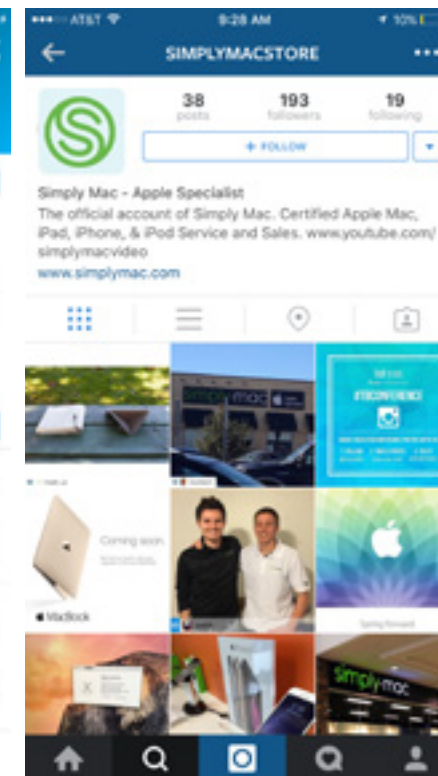 AT&T 9:28 AM 10%
SIMPLYMACSTORE
38 193 19
posts followers following
+ FOLLOW
Simply Mac - Apple Specialist
The official account of Simply Mac. Certified Apple Mac,
iPad, iPhone, & iPod Service and Sales. www.youtube.com/
simplymacvideo
www.simplymac.com
simply mac
Coming soon
MacBook
Spring forward
simply mac